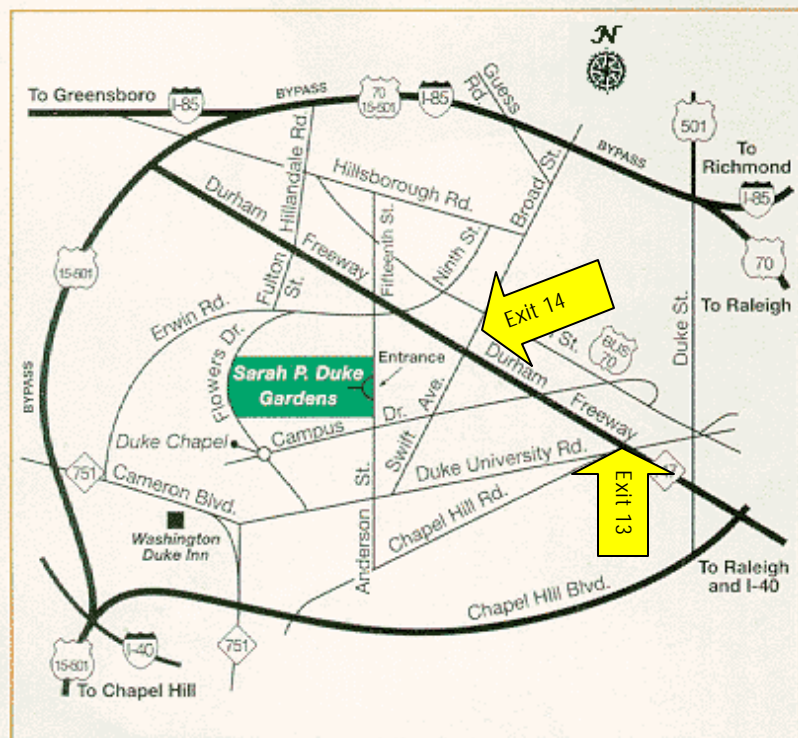 N
To Greensboro
I-85
BYPASS
70
15-501
I-85
Guess
Rd.
BYPASS
501
To
Richmond
I-85
70
To Raleigh
Hillandale Rd.
Hillsborough Rd.
Broad St.
Durham
Freeway
Fifteenth St.
Ninth St.
15-501
Fulton
St.
Erwin Rd.
Exit 14
St.
BUS
70
Duke St.
Flowers Dr.
Sarah P. Duke
Gardens
Entrance
Durham
Freeway
BYPASS
Duke Chapel
Campus
Dr.
Swift
Ave.
Duke University Rd.
751
Cameron Blvd.
Washington
Duke Inn
Anderson
St.
Chapel Hill Rd.
Exit 13
To Raleigh
and I-40
Chapel Hill Blvd.
751
I-40
15-501
To Chapel Hill